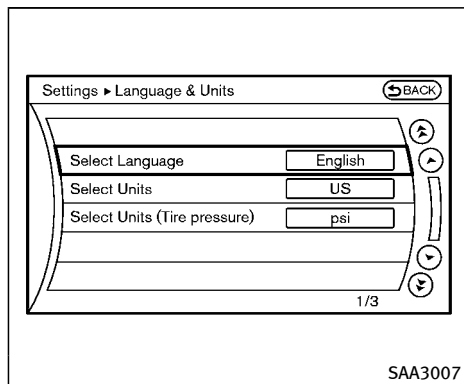 Settings ▸ Language & Units
BACK
Select Language English
Select Units US
Select Units (Tire pressure) psi
1/3
SAA3007